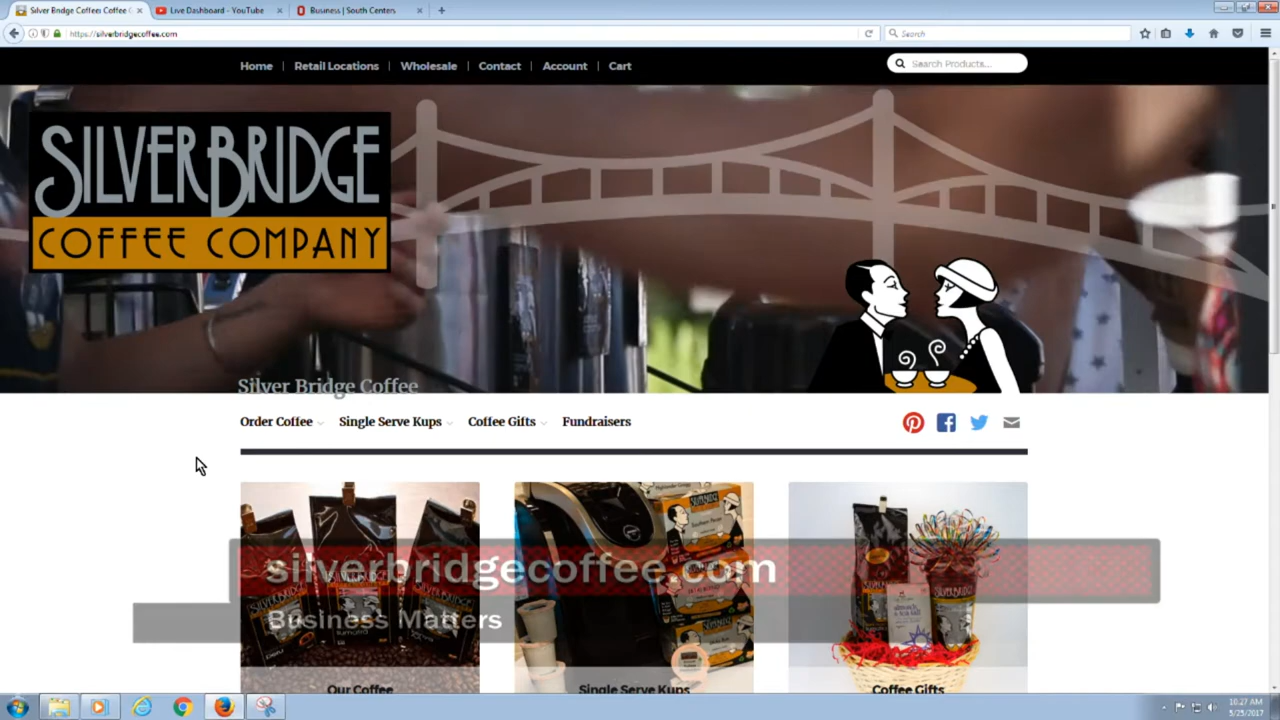 Silver Bridge Coffee: Coffee G
Live Dashboard - YouTube
Business | South Centers
https://silverbridgecoffee.com
Search
Home | Retail Locations | Wholesale | Contact | Account | Cart
Search Products...
SILVERBRIDGE
COFFEE COMPANY
Silver Bridge Coffee
Order Coffee
Single Serve Kups
Coffee Gifts
Fundraisers
silverbridgecoffee.com
Business Matters
Our Coffee
Single Serve Kups
Coffee Gifts
10:27 AM
5/25/2017